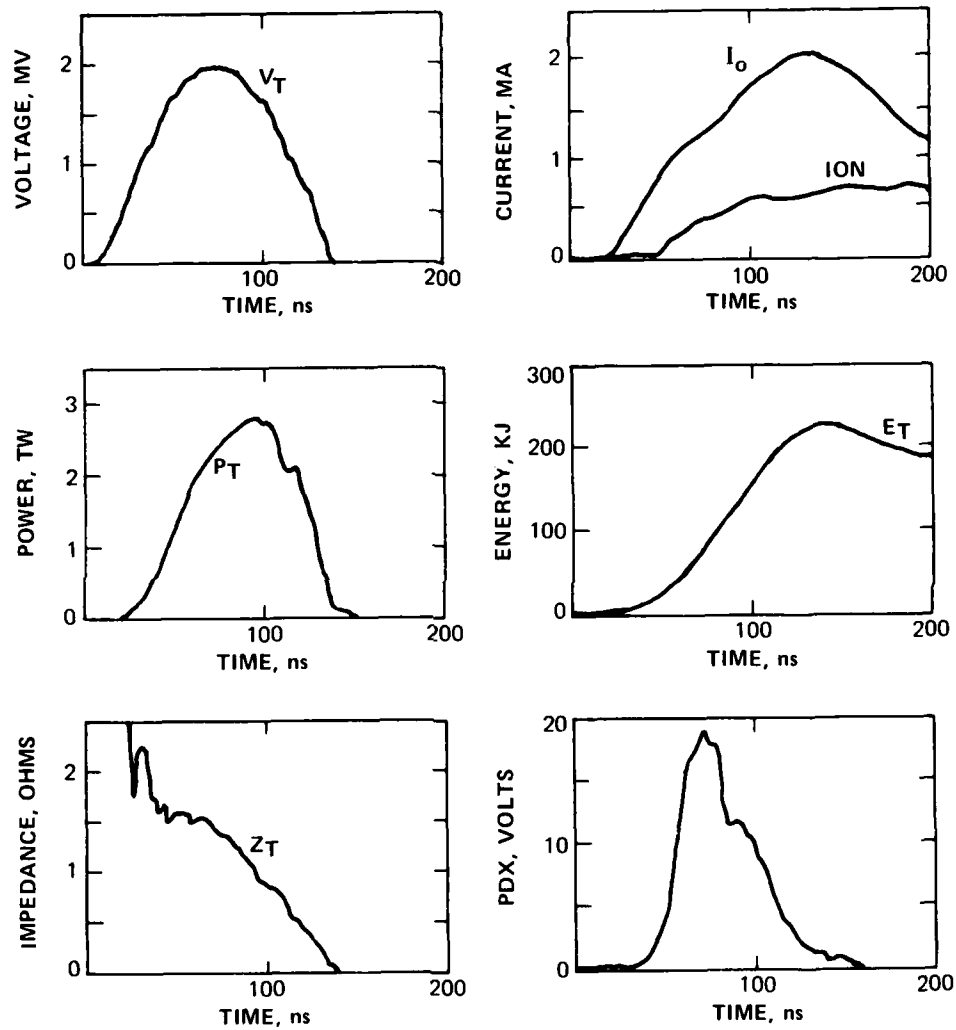 VOLTAGE, MV
2
1
0
V_T
100
200
TIME, ns
CURRENT, MA
2
1
0
I_o
ION
100
200
TIME, ns
POWER, TW
3
2
1
0
P_T
100
200
TIME, ns
ENERGY, KJ
300
200
100
0
E_T
100
200
TIME, ns
IMPEDANCE, OHMS
2
1
0
Z_T
100
200
TIME, ns
PDX, VOLTS
20
10
0
100
200
TIME, ns